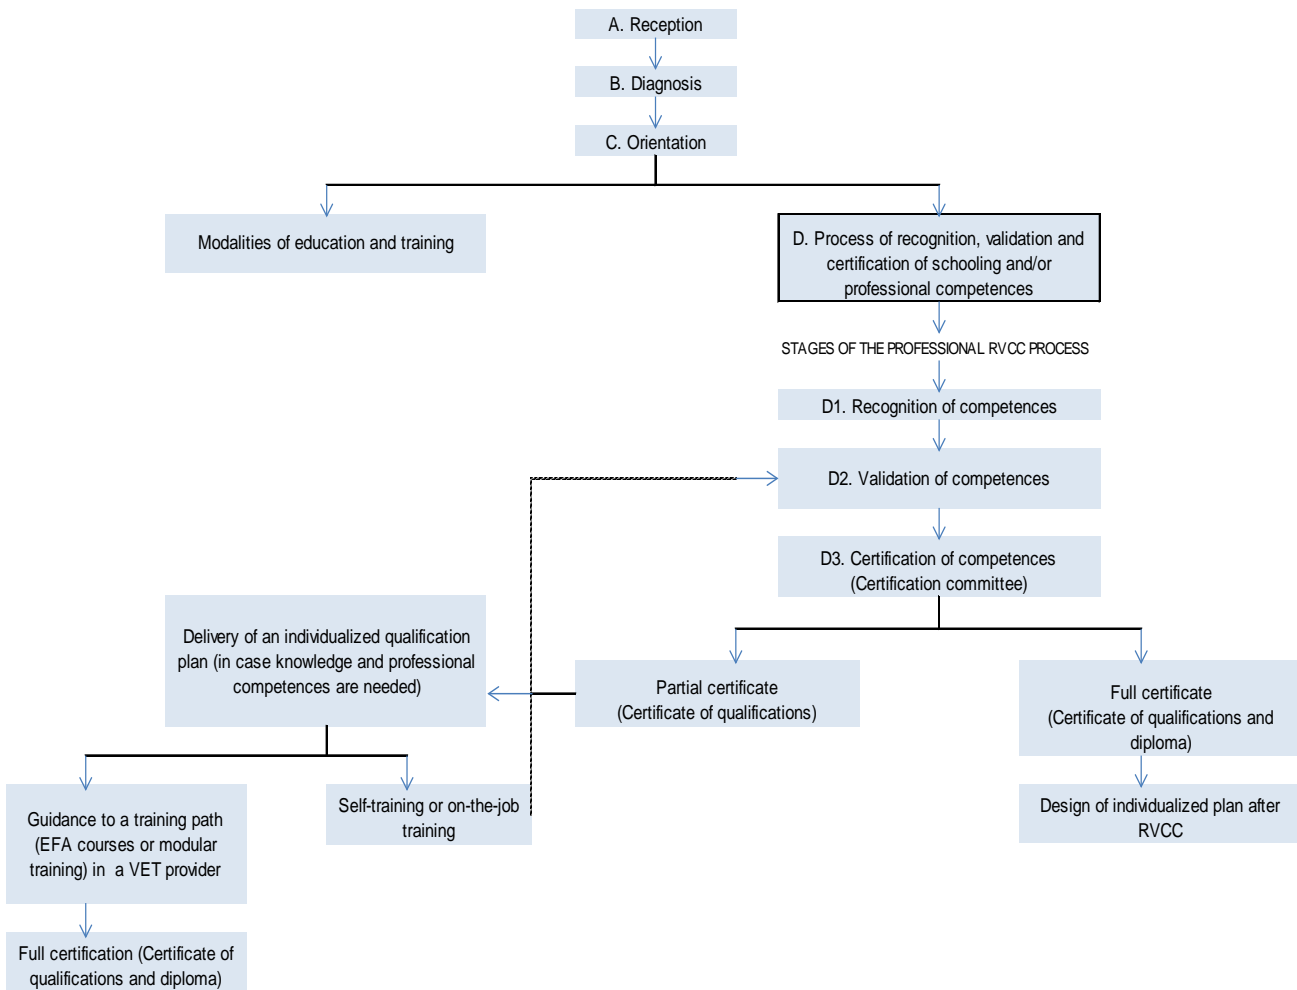 A. Reception
B. Diagnosis
C. Orientation
Modalities of education and training
D. Process of recognition, validation and
certification of schooling and/or
professional competences
STAGES OF THE PROFESSIONAL RVCC PROCESS
D1. Recognition of competences
D2. Validation of competences
D3. Certification of competences
(Certification committee)
Delivery of an individualized qualification
plan (in case knowledge and professional
competences are needed)
Partial certificate
(Certificate of qualifications)
Full certificate
(Certificate of qualifications and
diploma)
Guidance to a training path
(EFA courses or modular
training) in a VET provider
Self-training or on-the-job
training
Design of individualized plan after
RVCC
Full certification (Certificate of
qualifications and diploma)